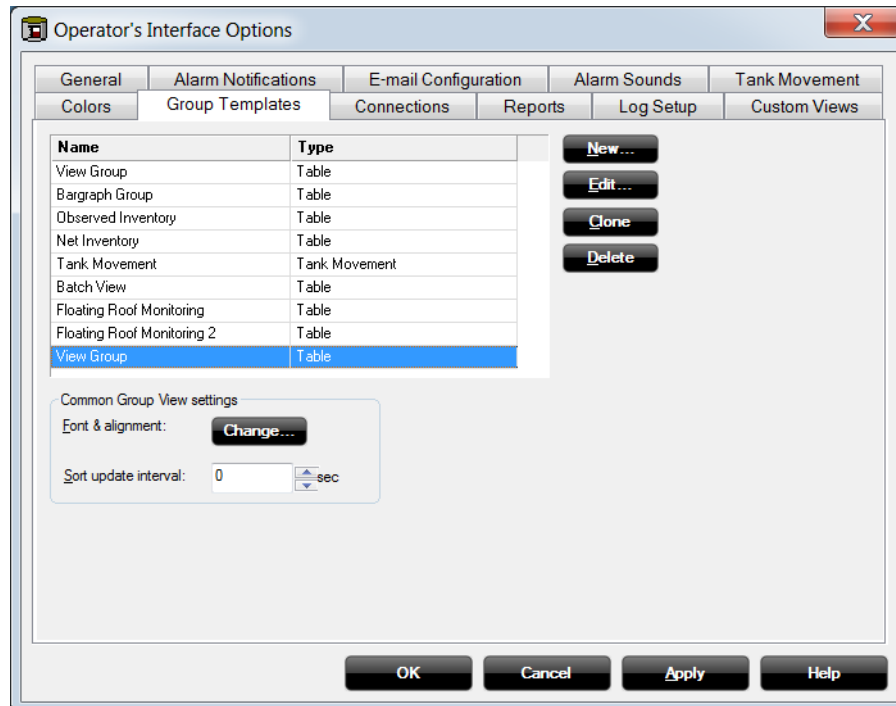 Operator's Interface Options
X
General Alarm Notifications E-mail Configuration Alarm Sounds Tank Movement
Colors Group Templates Connections Reports Log Setup Custom Views
Name Type
View Group Table
Bargraph Group Table
Observed Inventory Table
Net Inventory Table
Tank Movement Tank Movement
Batch View Table
Floating Roof Monitoring Table
Floating Roof Monitoring 2 Table
View Group Table
New...
Edit...
Clone
Delete
Common Group View settings
Font & alignment: Change...
Sort update interval: 0 sec
OK Cancel Apply Help